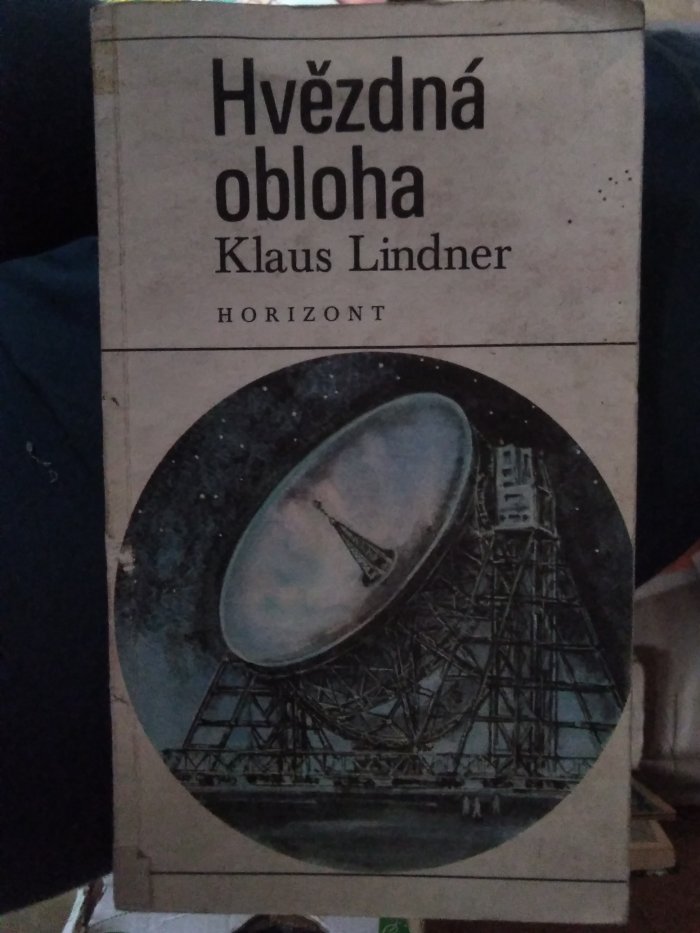 Hvězdná
obloha
Klaus Lindner
HORIZONT